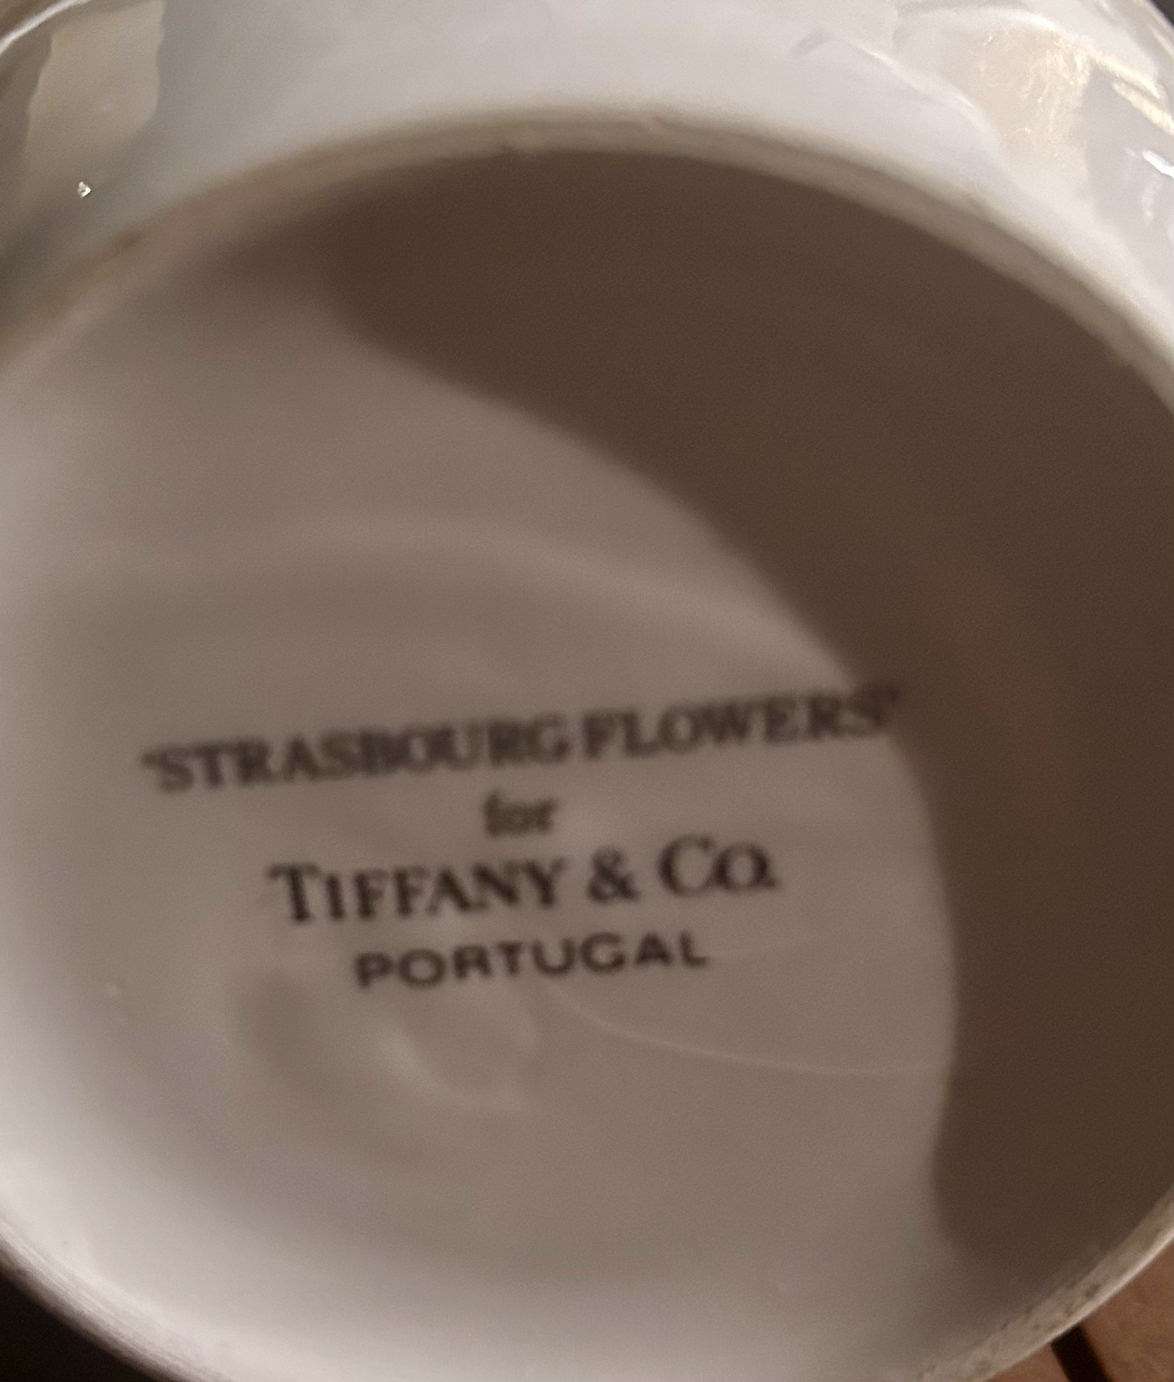 'STRASBOURG FLOWERS'
for
TIFFANY & CO.
PORTUGAL